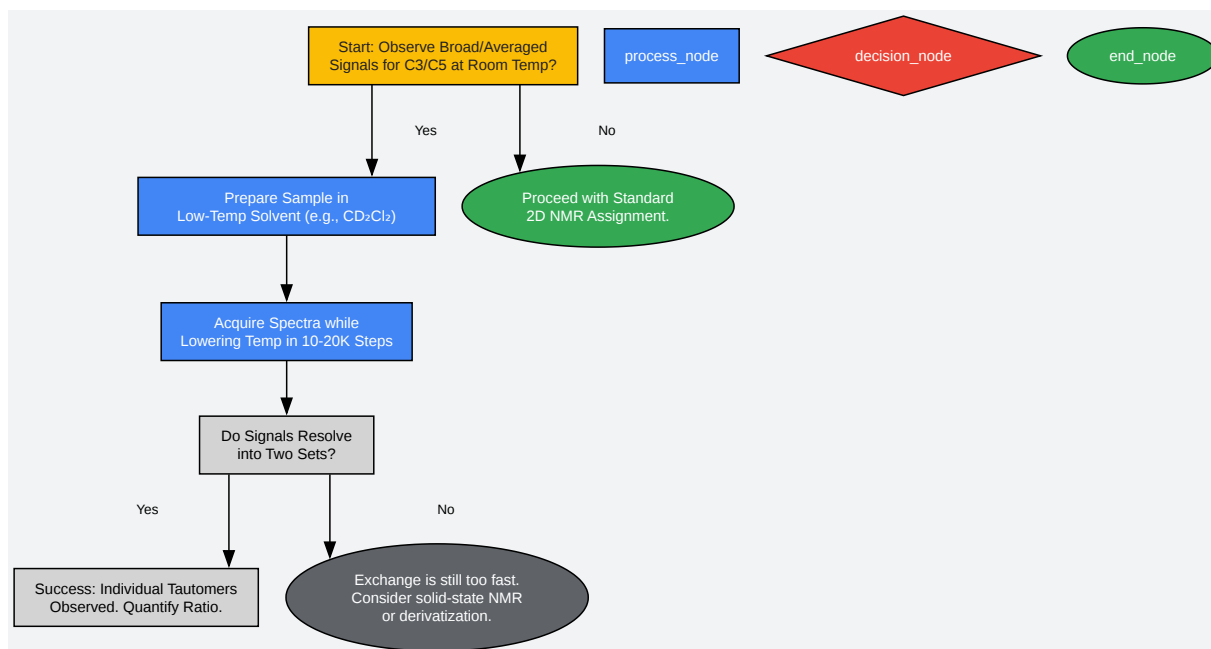 Start: Observe Broad/Averaged
Signals for C3/C5 at Room Temp?
process_node
decision_node
end_node
Yes
No
Prepare Sample in
Low-Temp Solvent (e.g., CD₂Cl₂)
Proceed with Standard
2D NMR Assignment.
Acquire Spectra while
Lowering Temp in 10-20K Steps
Do Signals Resolve
into Two Sets?
Yes
No
Success: Individual Tautomers
Observed. Quantify Ratio.
Exchange is still too fast.
Consider solid-state NMR
or derivatization.